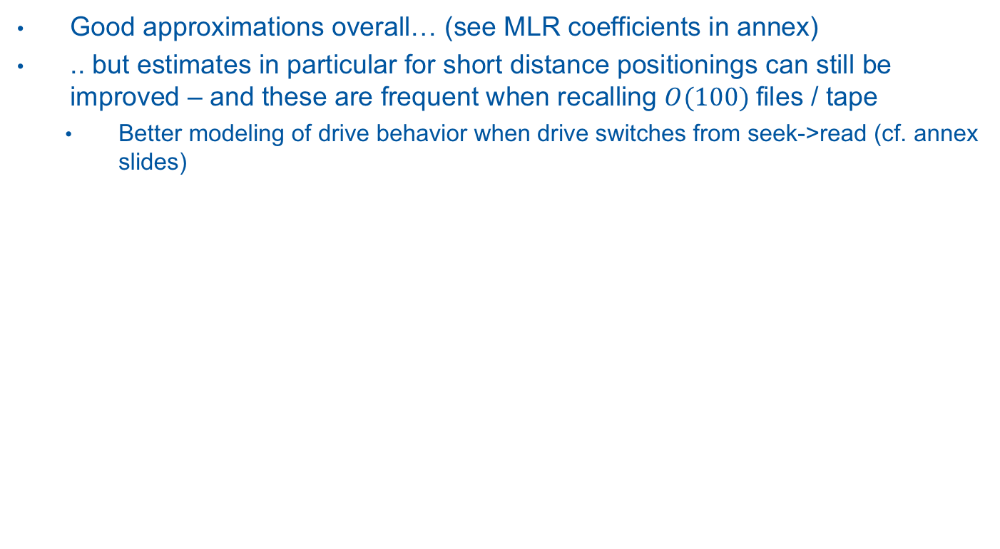 • Good approximations overall… (see MLR coefficients in annex)
• .. but estimates in particular for short distance positionings can still be
improved – and these are frequent when recalling O(100) files / tape
• Better modeling of drive behavior when drive switches from seek->read (cf. annex
slides)